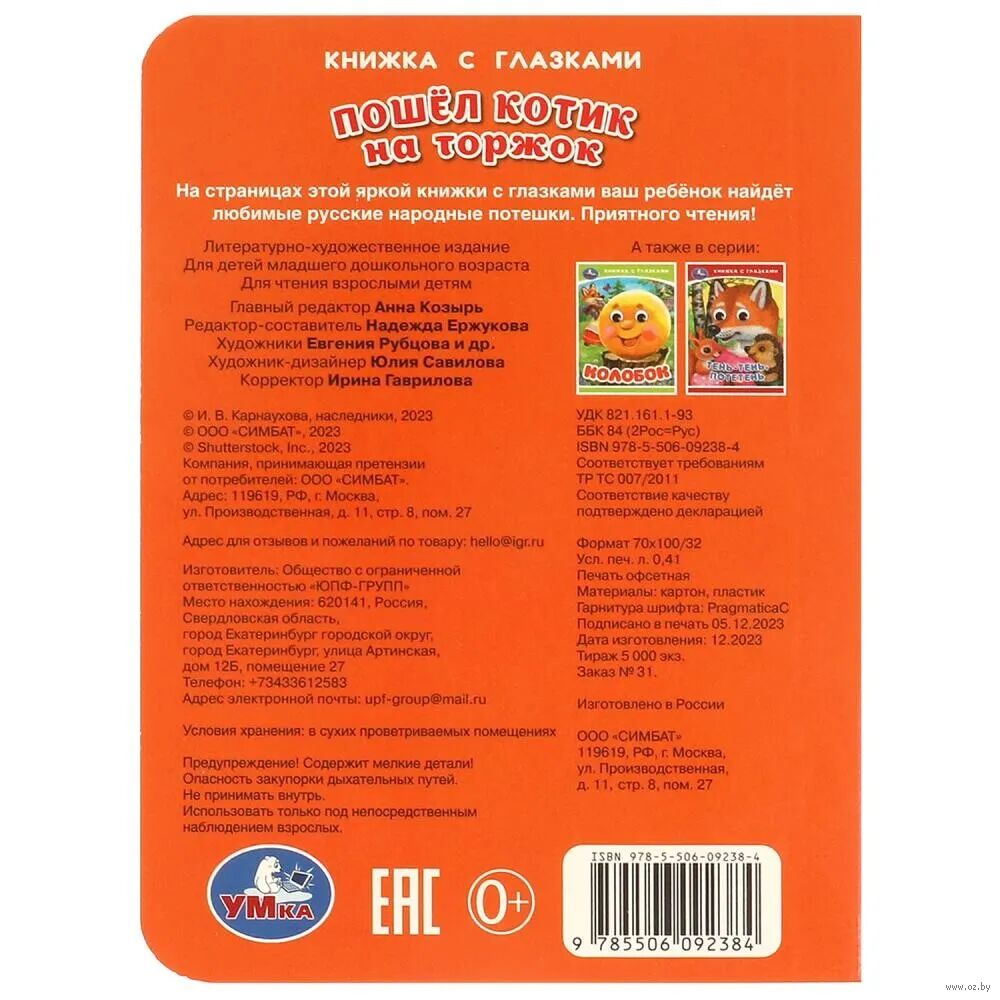 КНИЖКА С ГЛАЗКАМИ
ПОШЁЛ КОТИК
на ТОРЖОК
На страницах этой яркой книжки с глазками ваш ребёнок найдёт
любимые русские народные потешки. Приятного чтения!
Литературно-художественное издание
Для детей младшего дошкольного возраста
Для чтения взрослыми детям
Главный редактор Анна Козырь
Редактор-составитель Надежда Ержукова
Художники Евгения Рубцова и др.
Художник-дизайнер Юлия Савилова
Корректор Ирина Гаврилова
А также в серии:
КНИЖКА С ГЛАЗКАМИ
КОЛОБОК
КНИЖКА С ГЛАЗКАМИ
ТЕНЬ-ТЕНЬ-
ПОТЕТЕНЬ
© И. В. Карнаухова, наследники, 2023
© ООО «СИМБАТ», 2023
© Shutterstock, Inc., 2023
Компания, принимающая претензии
от потребителей: ООО «СИМБАТ».
Адрес: 119619, РФ, г. Москва,
ул. Производственная, д. 11, стр. 8, пом. 27
Адрес для отзывов и пожеланий по товару: hello@igr.ru
Изготовитель: Общество с ограниченной
ответственностью «ЮПФ-ГРУПП»
Место нахождения: 620141, Россия,
Свердловская область,
город Екатеринбург городской округ,
город Екатеринбург, улица Артинская,
дом 12Б, помещение 27
Телефон: +73433612583
Адрес электронной почты: upf-group@mail.ru
Условия хранения: в сухих проветриваемых помещениях
Предупреждение! Содержит мелкие детали!
Опасность закупорки дыхательных путей.
Не принимать внутрь.
Использовать только под непосредственным
наблюдением взрослых.
УДК 821.161.1-93
ББК 84 (2Рос=Рус)
ISBN 978-5-506-09238-4
Соответствует требованиям
ТР ТС 007/2011
Соответствие качеству
подтверждено декларацией
Формат 70х100/32
Усл. печ. л. 0,41
Печать офсетная
Материалы: картон, пластик
Гарнитура шрифта: PragmaticaC
Подписано в печать 05.12.2023
Дата изготовления: 12.2023
Тираж 5 000 экз.
Заказ № 31.
Изготовлено в России
ООО «СИМБАТ»
119619, РФ, г. Москва,
ул. Производственная,
д. 11, стр. 8, пом. 27
УМка
EAC
0+
ISBN 978-5-506-09238-4
9 785506 092384
www.oz.by